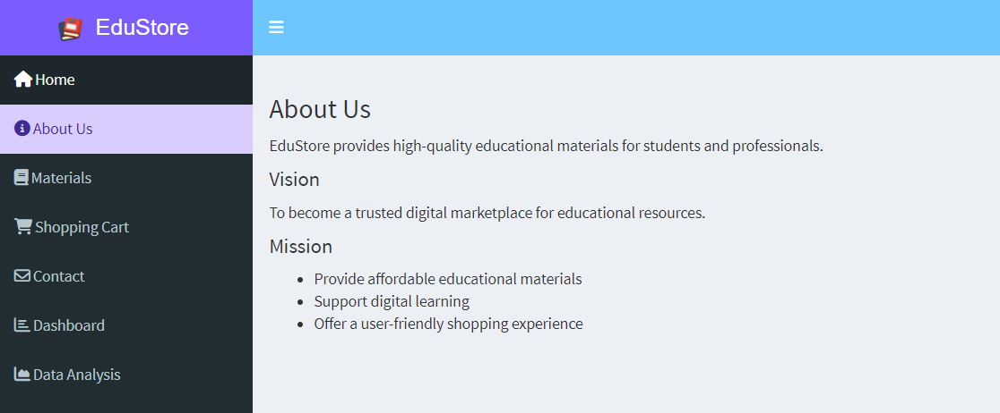 EduStore
Home
About Us
Materials
Shopping Cart
Contact
Dashboard
Data Analysis
About Us
EduStore provides high-quality educational materials for students and professionals.
Vision
To become a trusted digital marketplace for educational resources.
Mission
• Provide affordable educational materials
• Support digital learning
• Offer a user-friendly shopping experience